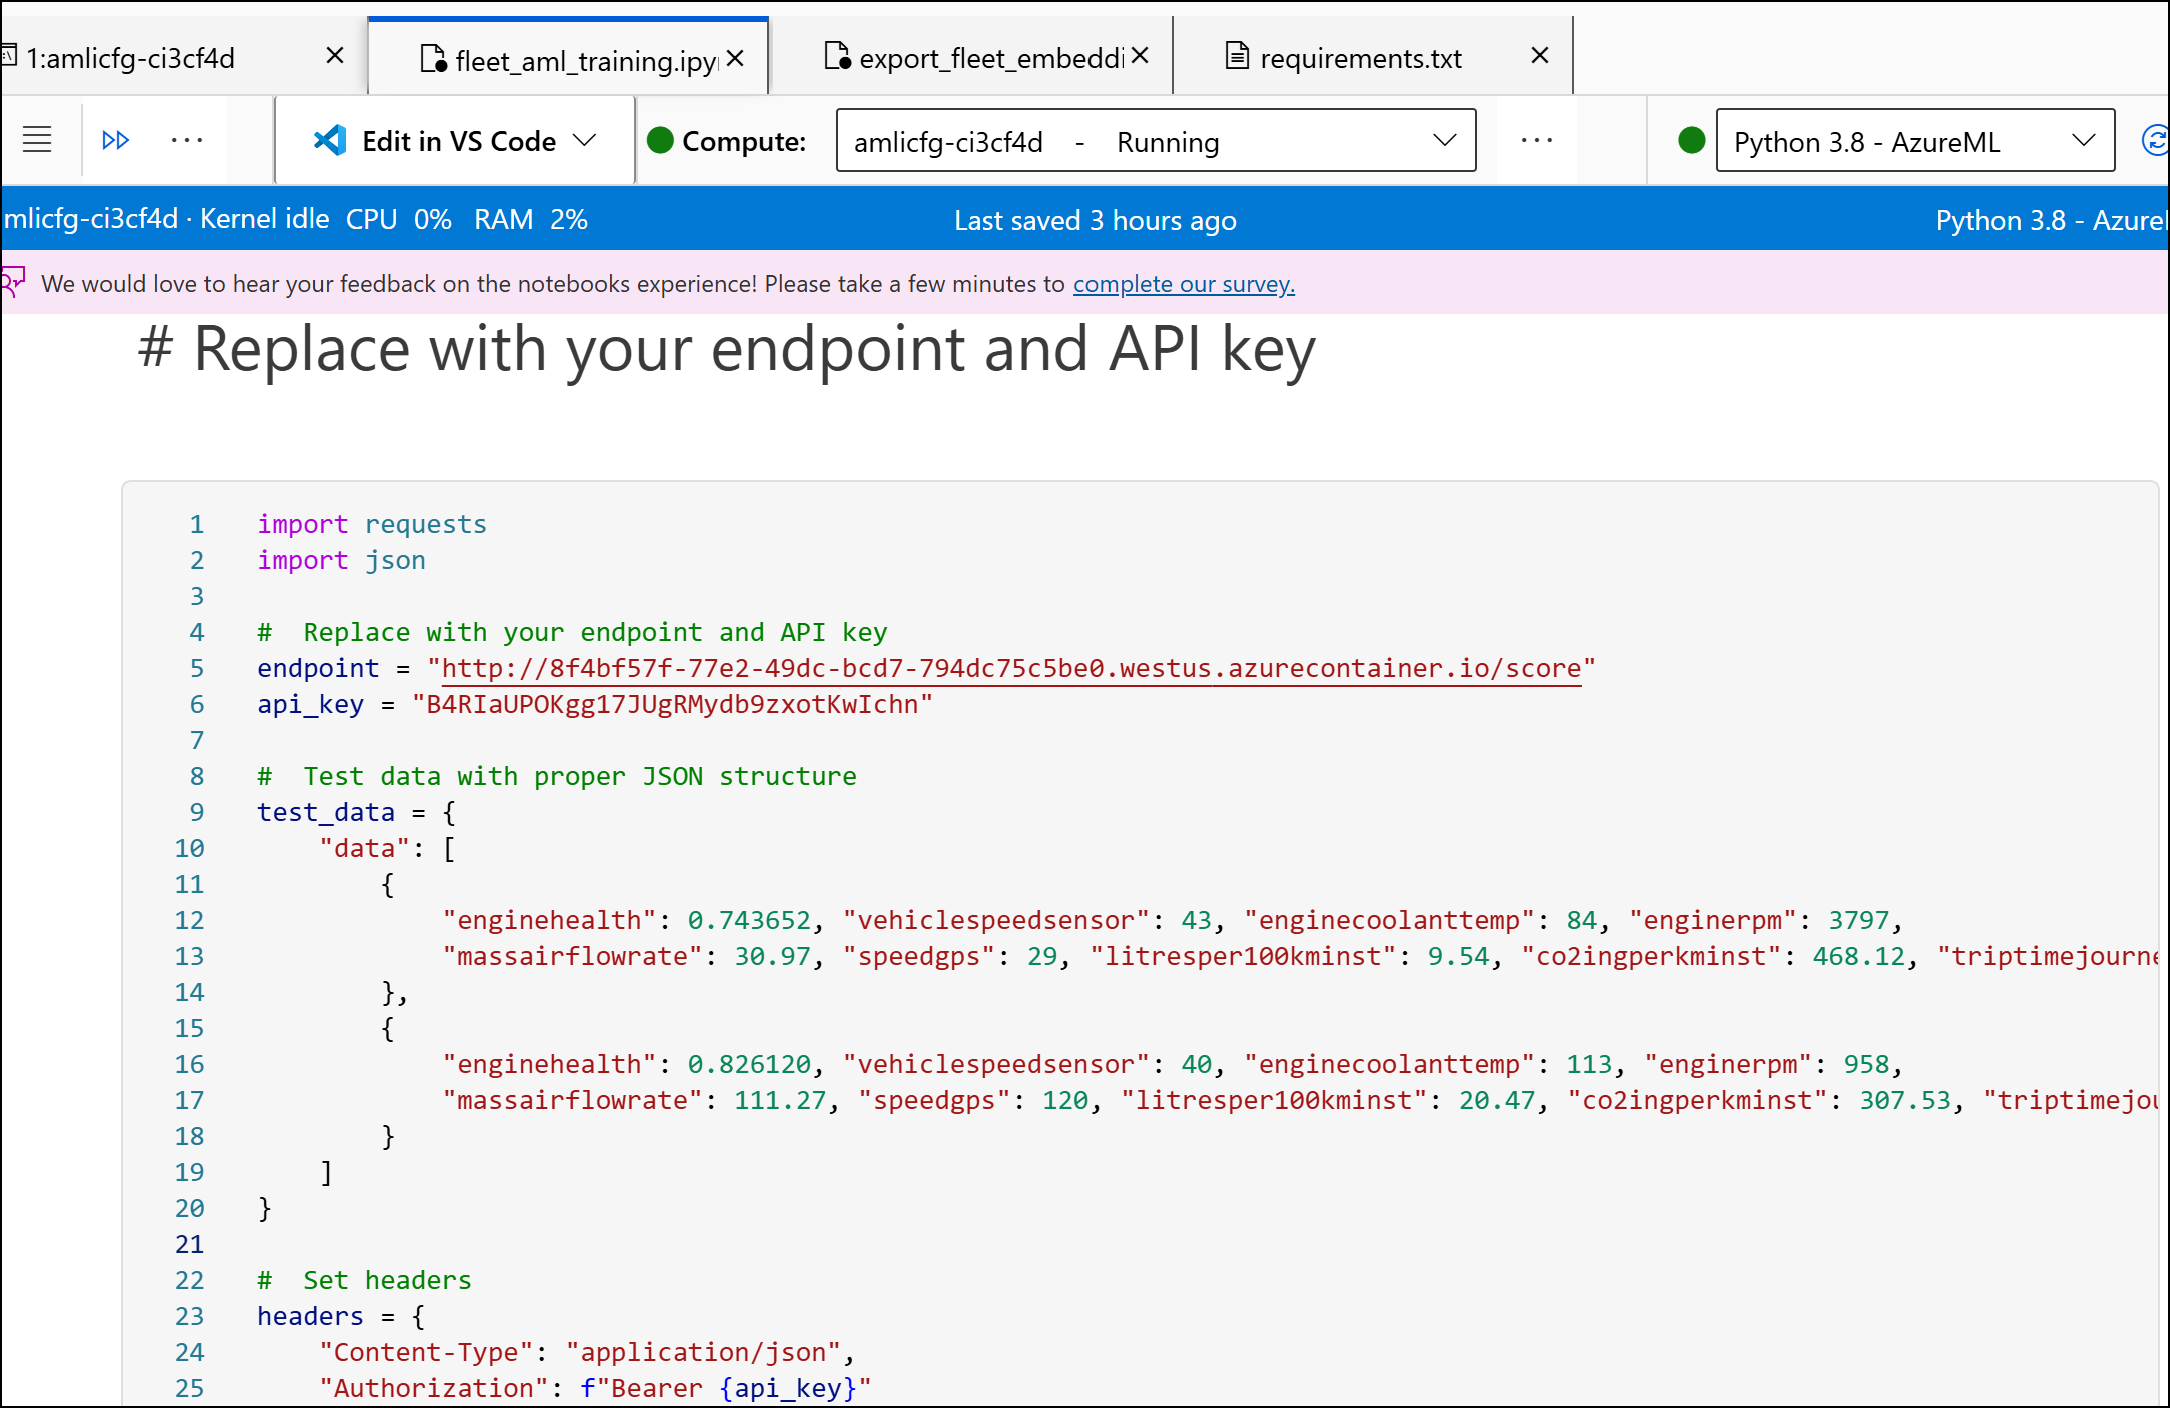 1:amlicfg-ci3cf4d fleet_aml_training.ipyn export_fleet_embeddi requirements.txt
Edit in VS Code Compute: amlicfg-ci3cf4d - Running Python 3.8 - AzureML
mlicfg-ci3cf4d · Kernel idle CPU 0% RAM 2% Last saved 3 hours ago Python 3.8 - Azure
We would love to hear your feedback on the notebooks experience! Please take a few minutes to complete our survey.
# Replace with your endpoint and API key
1 import requests
2 import json
3
4 #  Replace with your endpoint and API key
5 endpoint = "http://8f4bf57f-77e2-49dc-bcd7-794dc75c5be0.westus.azurecontainer.io/score"
6 api_key = "B4RIaUPOKgg17JUgRMydb9zxotKwIchn"
7
8 #  Test data with proper JSON structure
9 test_data = {
10     "data": [
11         {
12             "enginehealth": 0.743652, "vehiclespeedsensor": 43, "enginecoolanttemp": 84, "enginerpm": 3797,
13             "massairflowrate": 30.97, "speedgps": 29, "litresper100kminst": 9.54, "co2ingperkminst": 468.12, "triptimejourne
14         },
15         {
16             "enginehealth": 0.826120, "vehiclespeedsensor": 40, "enginecoolanttemp": 113, "enginerpm": 958,
17             "massairflowrate": 111.27, "speedgps": 120, "litresper100kminst": 20.47, "co2ingperkminst": 307.53, "triptimejou
18         }
19     ]
20 }
21
22 #  Set headers
23 headers = {
24     "Content-Type": "application/json",
25     "Authorization": f"Bearer {api_key}"